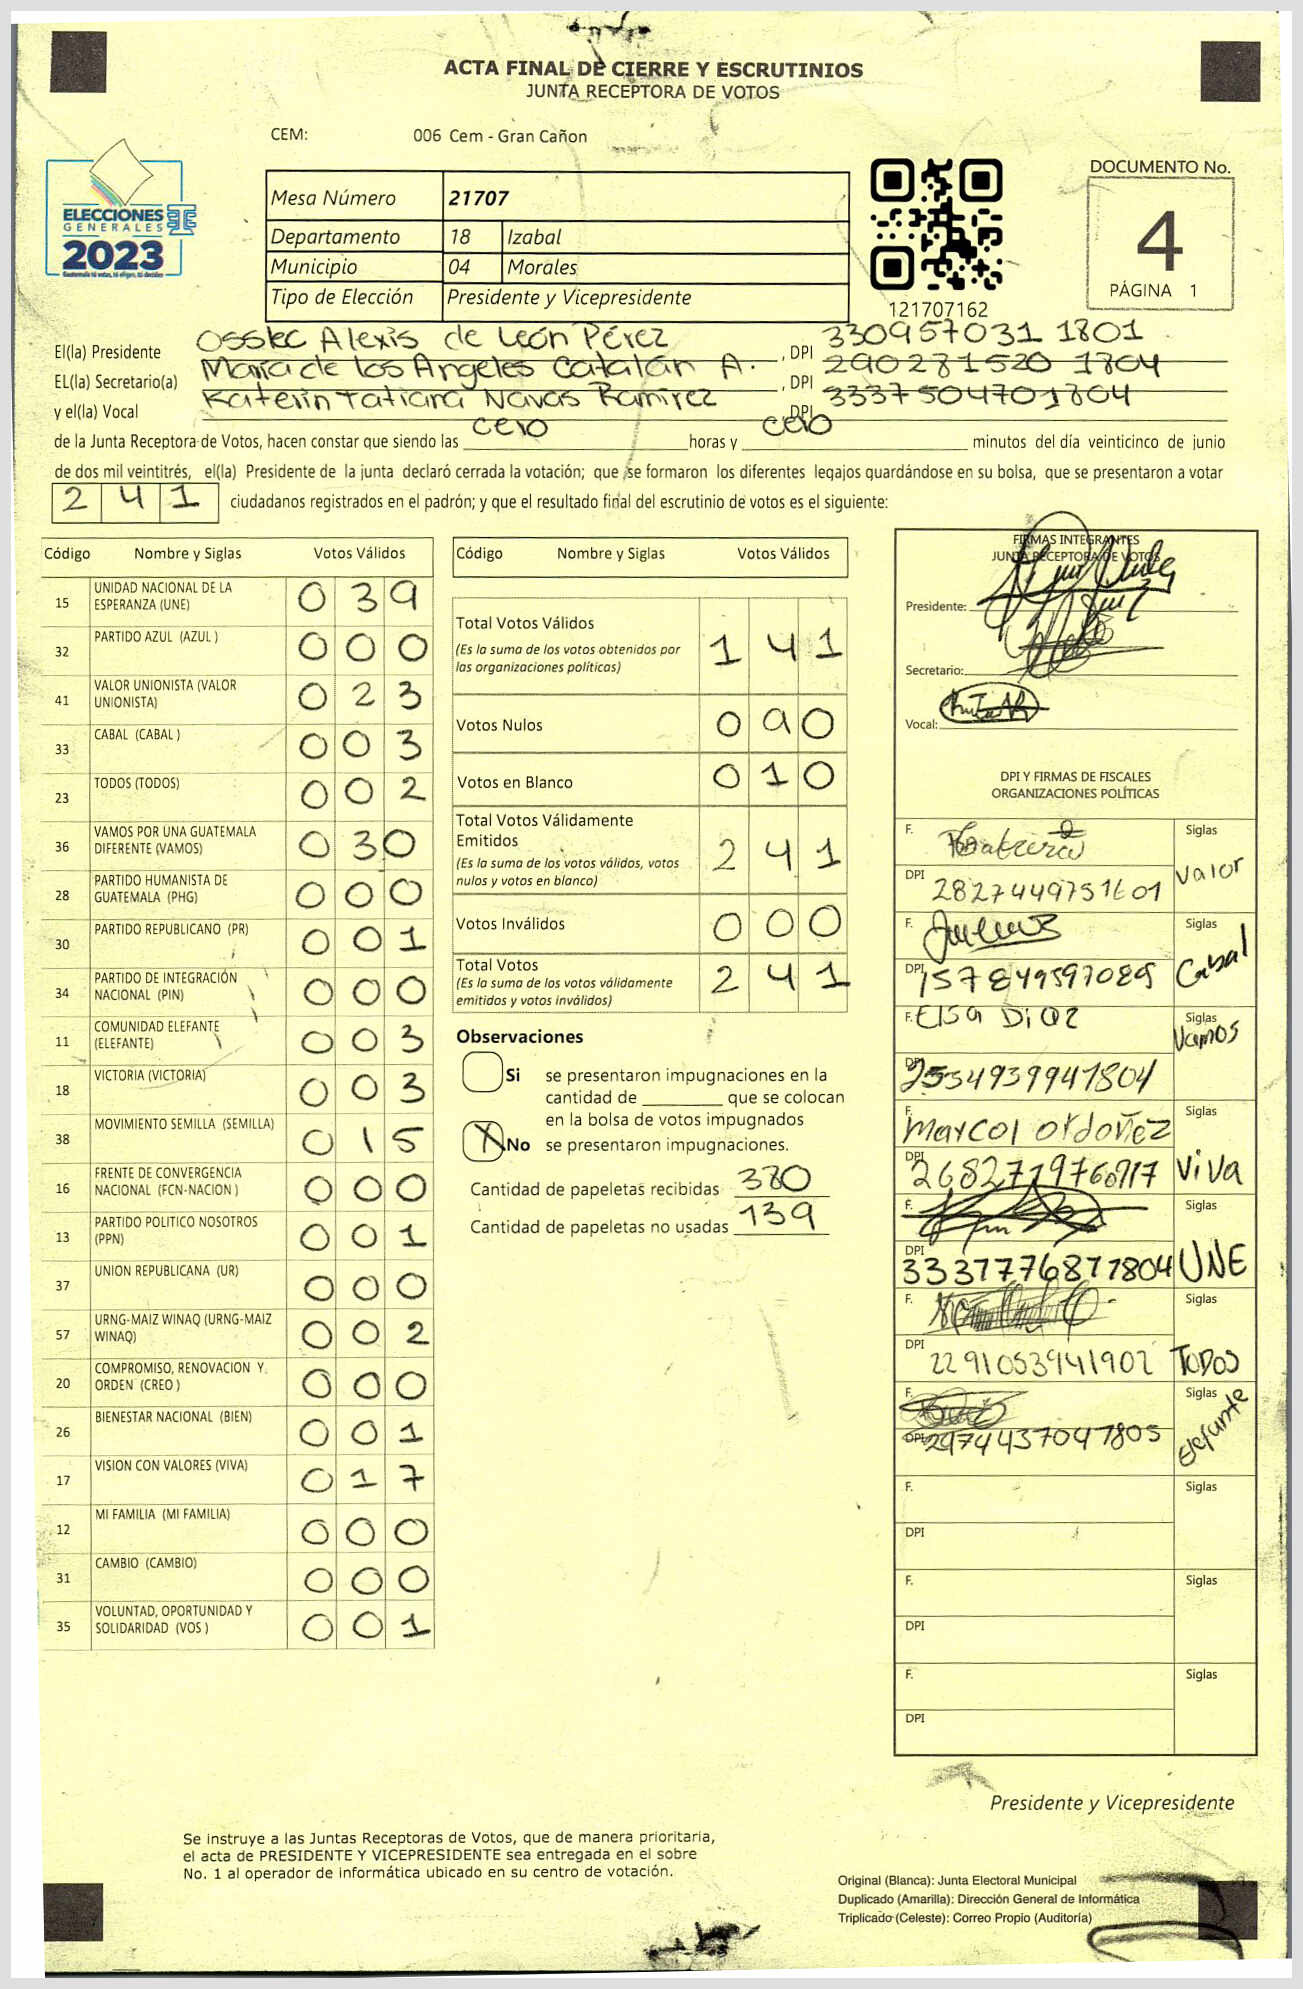 ACTA FINAL DE CIERRE Y ESCRUTINIOS
JUNTA RECEPTORA DE VOTOS
CEM: 006 Cem - Gran Cañon
ELECCIONES
GENERALES
2023
Guatemala tú votas, tú eliges, tú decides
Mesa Número 21707
Departamento 18 Izabal
Municipio 04 Morales
Tipo de Elección Presidente y Vicepresidente
121707162
DOCUMENTO No.
4
PÁGINA 1
El(la) Presidente Alexis de León Pérez, DPI 330957031 1801
EL(la) Secretario(a) María de los Angeles Catalán A., DPI 290281520 1804
y el(la) Vocal Katerin Tatiana Navas Ramirez DPI 3337504701804
de la Junta Receptora de Votos, hacen constar que siendo las cero horas y cero minutos del día veinticinco de junio
de dos mil veintitrés, el(la) Presidente de la junta declaró cerrada la votación; que se formaron los diferentes legajos guardándose en su bolsa, que se presentaron a votar
2 4 1 ciudadanos registrados en el padrón; y que el resultado final del escrutinio de votos es el siguiente:
Código Nombre y Siglas Votos Válidos
15 UNIDAD NACIONAL DE LA ESPERANZA (UNE) 0 3 9
32 PARTIDO AZUL (AZUL ) 0 0 0
41 VALOR UNIONISTA (VALOR UNIONISTA) 0 2 3
33 CABAL (CABAL ) 0 0 3
23 TODOS (TODOS) 0 0 2
36 VAMOS POR UNA GUATEMALA DIFERENTE (VAMOS) 0 3 0
28 PARTIDO HUMANISTA DE GUATEMALA (PHG) 0 0 0
30 PARTIDO REPUBLICANO (PR) 0 0 1
34 PARTIDO DE INTEGRACIÓN NACIONAL (PIN) 0 0 0
11 COMUNIDAD ELEFANTE (ELEFANTE) 0 0 3
18 VICTORIA (VICTORIA) 0 0 3
38 MOVIMIENTO SEMILLA (SEMILLA) 0 1 5
16 FRENTE DE CONVERGENCIA NACIONAL (FCN-NACION ) 0 0 0
13 PARTIDO POLITICO NOSOTROS (PPN) 0 0 1
37 UNION REPUBLICANA (UR) 0 0 0
57 URNG-MAIZ WINAQ (URNG-MAIZ WINAQ) 0 0 2
20 COMPROMISO, RENOVACION Y ORDEN (CREO ) 0 0 0
26 BIENESTAR NACIONAL (BIEN) 0 0 1
17 VISION CON VALORES (VIVA) 0 1 7
12 MI FAMILIA (MI FAMILIA) 0 0 0
31 CAMBIO (CAMBIO) 0 0 0
35 VOLUNTAD, OPORTUNIDAD Y SOLIDARIDAD (VOS ) 0 0 1
Código Nombre y Siglas Votos Válidos
Total Votos Válidos 1 4 1
(Es la suma de los votos obtenidos por
las organizaciones políticas)
Votos Nulos 0 9 0
Votos en Blanco 0 1 0
Total Votos Válidamente
Emitidos 2 4 1
(Es la suma de los votos válidos, votos
nulos y votos en blanco)
Votos Inválidos 0 0 0
Total Votos 2 4 1
(Es la suma de los votos válidamente
emitidos y votos inválidos)
Observaciones
Si se presentaron impugnaciones en la
cantidad de ________ que se colocan
en la bolsa de votos impugnados
X No se presentaron impugnaciones.
Cantidad de papeletas recibidas 380
Cantidad de papeletas no usadas 139
FIRMAS INTEGRANTES
JUNTA RECEPTORA DE VOTOS
Presidente:
Secretario:
Vocal:
DPI Y FIRMAS DE FISCALES
ORGANIZACIONES POLÍTICAS
F. Siglas
DPI Valor
F. Siglas
DPI Cabal
F. Elsa Díaz Siglas
DPI 2554939941804 Vamos
F. Marcol Ordoñez Siglas
DPI Viva
F. Siglas
DPI 3337776871804 UNE
F. Siglas
DPI 2291053941902 TODOS
F. Siglas
DPI 2974437041805 Elefante
F. Siglas
DPI
F. Siglas
DPI
F. Siglas
DPI
Presidente y Vicepresidente
Se instruye a las Juntas Receptoras de Votos, que de manera prioritaria,
el acta de PRESIDENTE Y VICEPRESIDENTE sea entregada en el sobre
No. 1 al operador de informática ubicado en su centro de votación.
Original (Blanca): Junta Electoral Municipal
Duplicado (Amarilla): Dirección General de Informática
Triplicado (Celeste): Correo Propio (Auditoría)